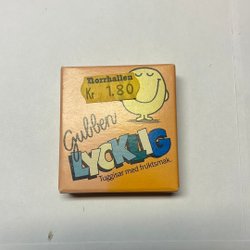 Norrhallen
Kr 1,80
Gubben
LYCKLIG
Tuggisar med fruktsmak.